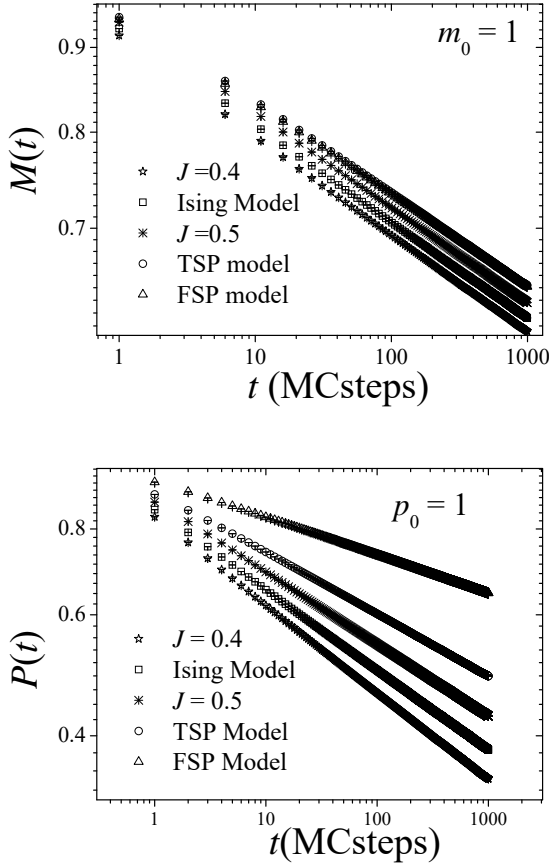 m₀ = 1
0.9
0.8
0.7
M(t)
J =0.4
Ising Model
J =0.5
TSP model
FSP model
1 10 100 1000
t (MCsteps)
p₀ = 1
0.8
0.6
0.4
P(t)
J = 0.4
Ising Model
J = 0.5
TSP Model
FSP Model
1 10 100 1000
t(MCsteps)